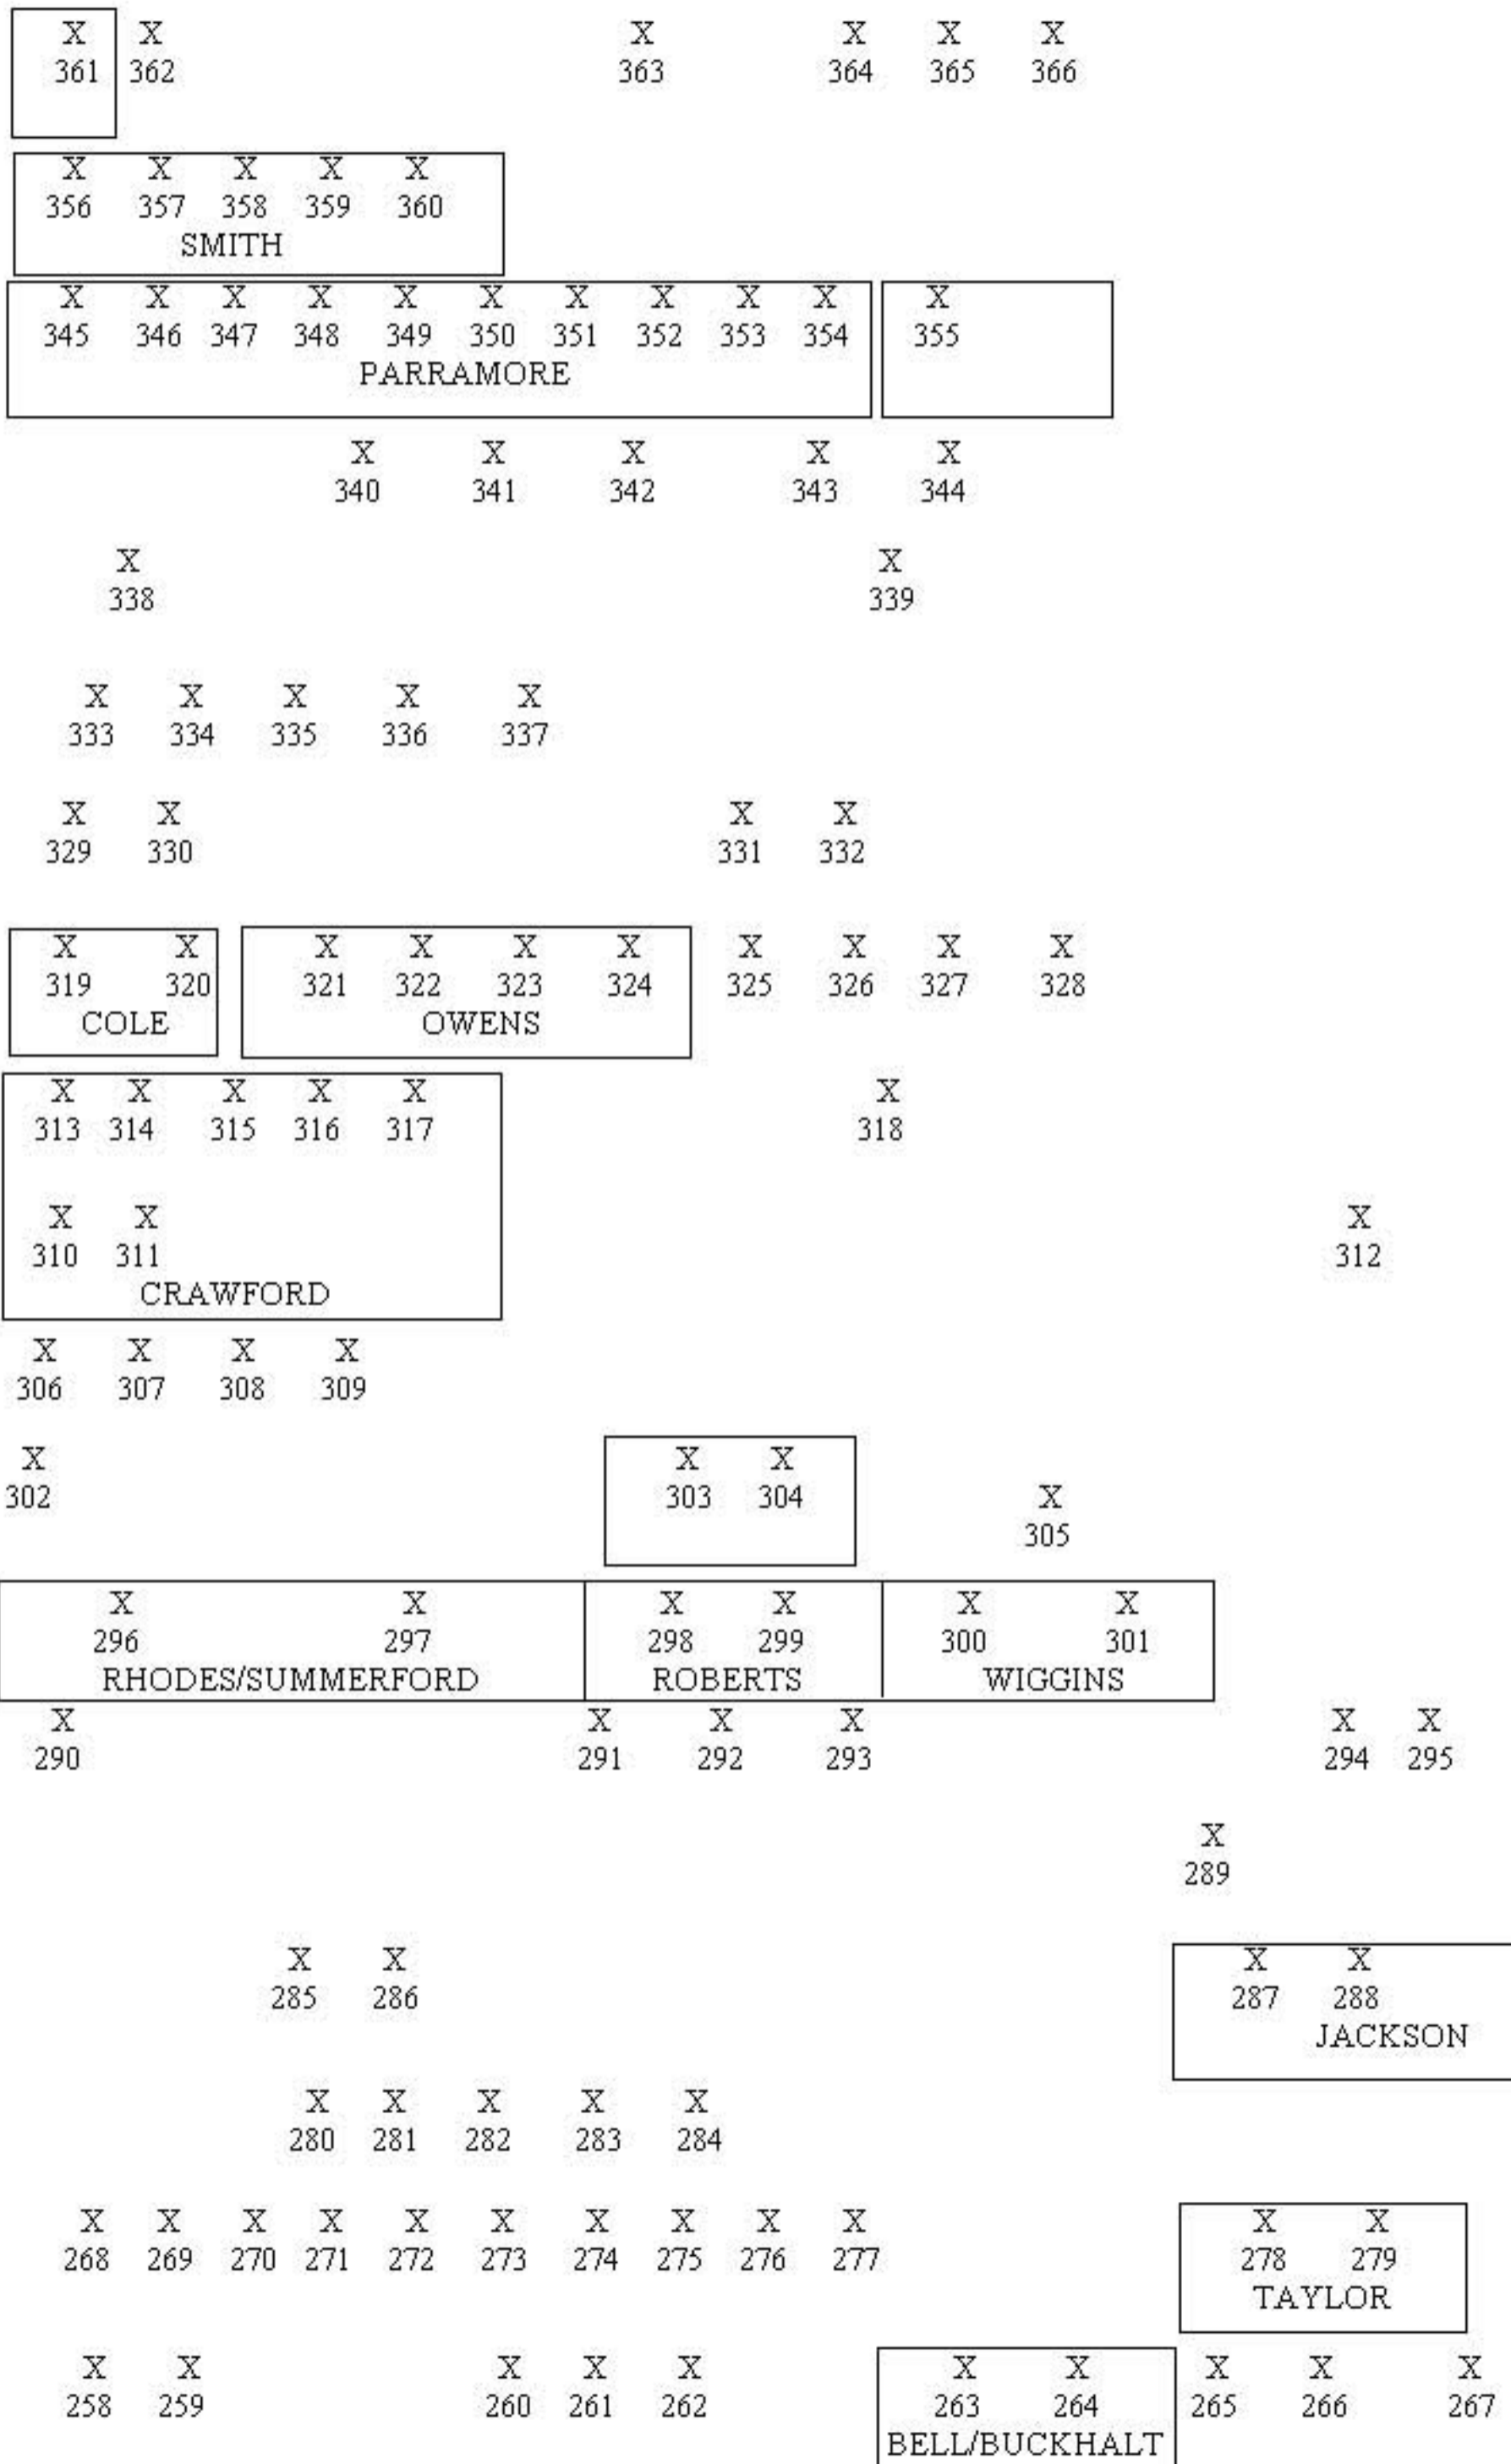 X X X X X X
361 362 363 364 365 366
X X X X X
356 357 358 359 360
SMITH
X X X X X X X X X X X
345 346 347 348 349 350 351 352 353 354 355
PARRAMORE
X X X X X
340 341 342 343 344
X X
338 339
X X X X X
333 334 335 336 337
X X X X
329 330 331 332
X X X X X X X X X X
319 320 321 322 323 324 325 326 327 328
COLE OWENS
X X X X X X
313 314 315 316 317 318
X X X
310 311 312
CRAWFORD
X X X X
306 307 308 309
X X X
302 303 304 X
305
X X X X X X
296 297 298 299 300 301
RHODES/SUMMERFORD ROBERTS WIGGINS
X X X X X X
290 291 292 293 294 295
X
289
X X X X
285 286 287 288
JACKSON
X X X X X
280 281 282 283 284
X X X X X X X X X X X X
268 269 270 271 272 273 274 275 276 277 278 279
TAYLOR
X X X X X X X X X X
258 259 260 261 262 263 264 265 266 267
BELL/BUCKHALT